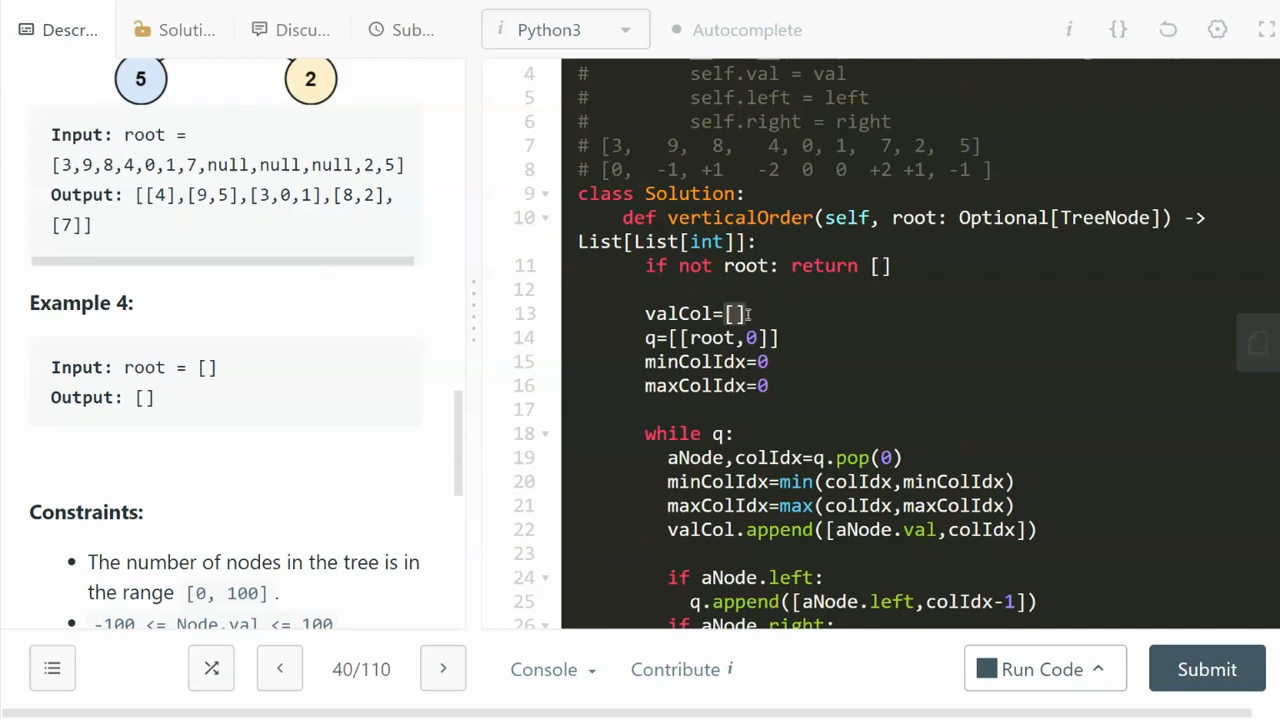 Descr...
Soluti...
Discu...
Sub...
i Python3
Autocomplete
i {}
5
2
Input: root =
[3,9,8,4,0,1,7,null,null,null,2,5]
Output: [[4],[9,5],[3,0,1],[8,2],
[7]]
Example 4:
Input: root = []
Output: []
Constraints:
• The number of nodes in the tree is in
the range [0, 100] .
• -100 <= Node.val <= 100
4 # self.val = val
5 # self.left = left
6 # self.right = right
7 # [3, 9, 8, 4, 0, 1, 7, 2, 5]
8 # [0, -1, +1 -2 0 0 +2 +1, -1 ]
9 class Solution:
10 def verticalOrder(self, root: Optional[TreeNode]) ->
List[List[int]]:
11 if not root: return []
12
13 valCol=[]
14 q=[[root,0]]
15 minColIdx=0
16 maxColIdx=0
17
18 while q:
19 aNode,colIdx=q.pop(0)
20 minColIdx=min(colIdx,minColIdx)
21 maxColIdx=max(colIdx,maxColIdx)
22 valCol.append([aNode.val,colIdx])
23
24 if aNode.left:
25 q.append([aNode.left,colIdx-1])
26 if aNode.right:
40/110
Console
Contribute i
Run Code
Submit